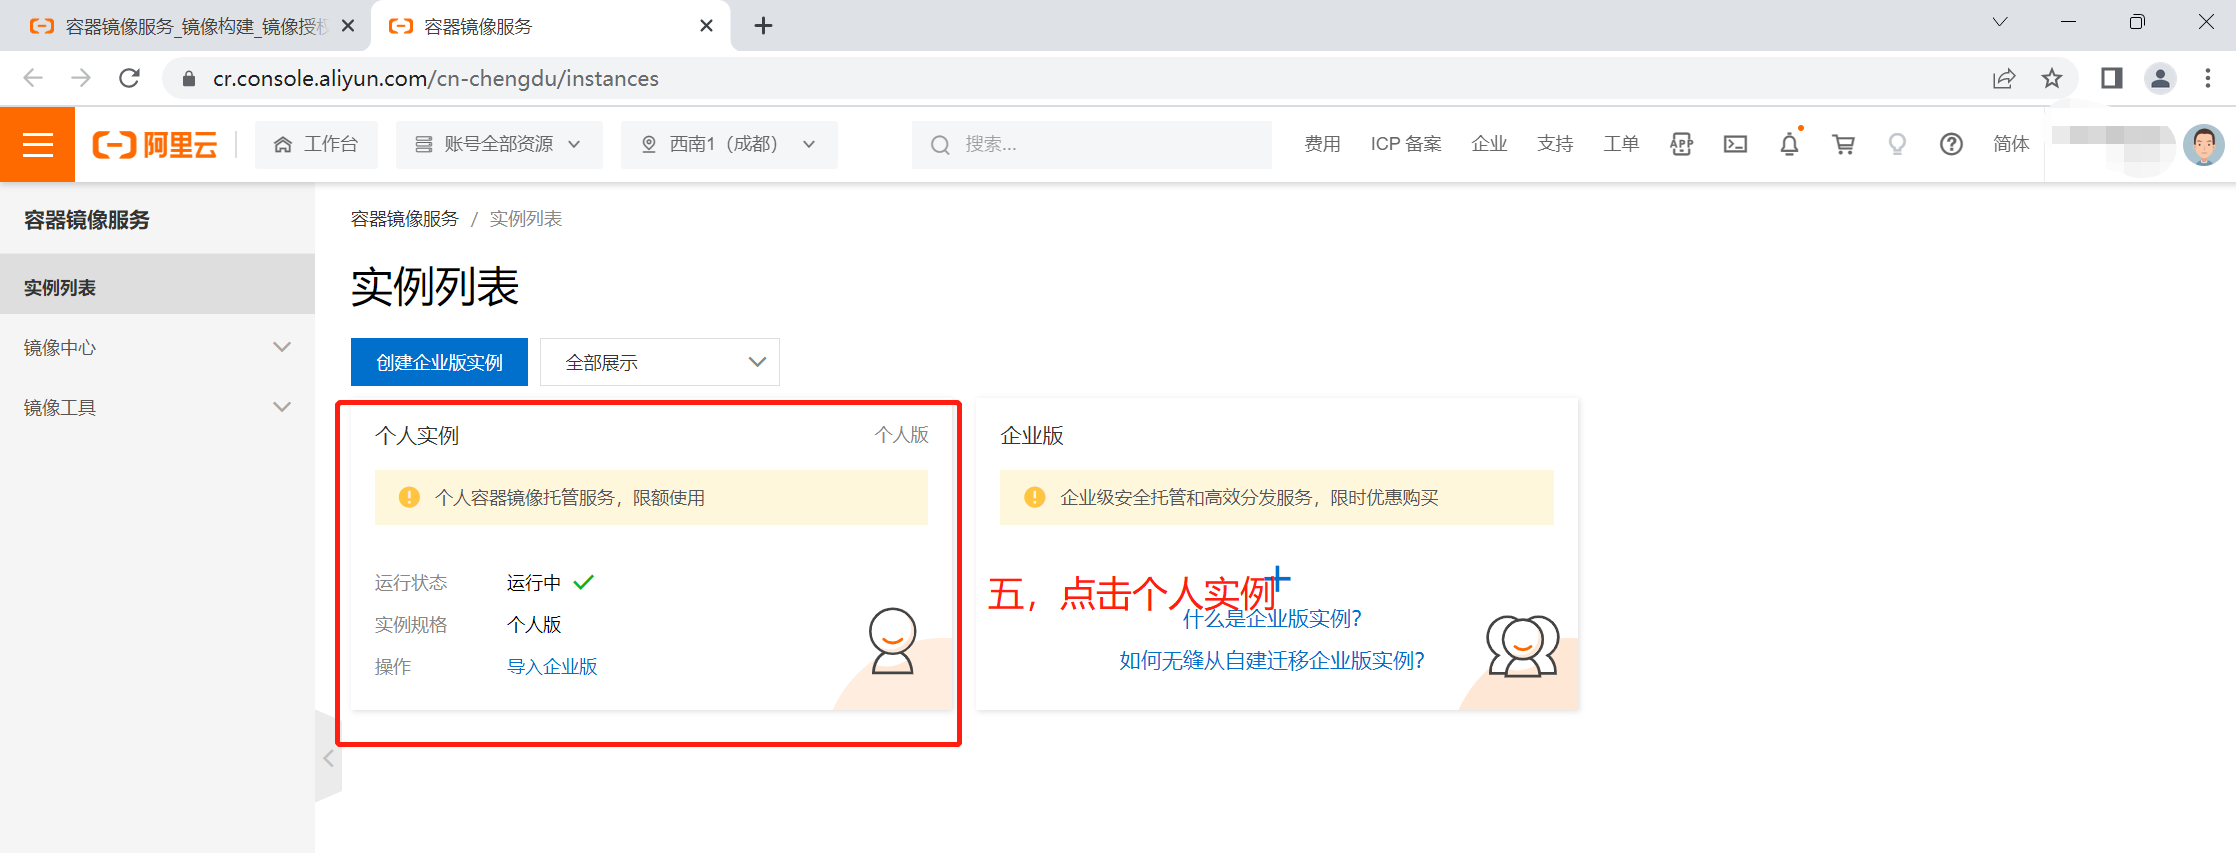 容器镜像服务_镜像构建_镜像授权
容器镜像服务
cr.console.aliyun.com/cn-chengdu/instances
阿里云
工作台
账号全部资源
西南1（成都）
搜索...
费用
ICP 备案
企业
支持
工单
APP
简体
容器镜像服务
实例列表
镜像中心
镜像工具
容器镜像服务 / 实例列表
实例列表
创建企业版实例
全部展示
个人实例
个人版
个人容器镜像托管服务，限额使用
运行状态 运行中
实例规格 个人版
操作 导入企业版
企业版
企业级安全托管和高效分发服务，限时优惠购买
五，点击个人实例
什么是企业版实例?
如何无缝从自建迁移企业版实例?